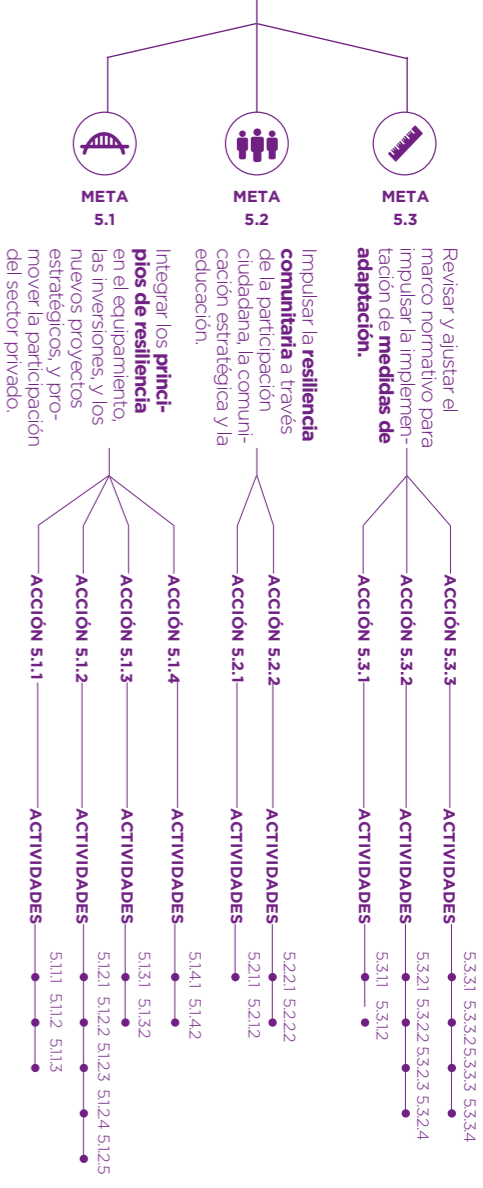 META
5.1
Integrar los princi-
pios de resiliencia
en el equipamiento,
las inversiones, y los
nuevos proyectos
estratégicos, y pro-
mover la participación
del sector privado.
ACCIÓN 5.1.1
ACTIVIDADES
5.1.1.1 5.1.1.2 5.1.1.3
ACCIÓN 5.1.2
ACTIVIDADES
5.1.2.1 5.1.2.2 5.1.2.3 5.1.2.4 5.1.2.5
ACCIÓN 5.1.3
ACTIVIDADES
5.1.3.1 5.1.3.2
ACCIÓN 5.1.4
ACTIVIDADES
5.1.4.1 5.1.4.2
META
5.2
Impulsar la resiliencia
comunitaria a través
de la participación
ciudadana, la comuni-
cación estratégica y la
educación.
ACCIÓN 5.2.1
ACTIVIDADES
5.2.1.1 5.2.1.2
ACCIÓN 5.2.2
ACTIVIDADES
5.2.2.1 5.2.2.2
META
5.3
Revisar y ajustar el
marco normativo para
impulsar la implemen-
tación de medidas de
adaptación.
ACCIÓN 5.3.1
ACTIVIDADES
5.3.1.1 5.3.1.2
ACCIÓN 5.3.2
ACTIVIDADES
5.3.2.1 5.3.2.2 5.3.2.3 5.3.2.4
ACCIÓN 5.3.3
ACTIVIDADES
5.3.3.1 5.3.3.2 5.3.3.3 5.3.3.4